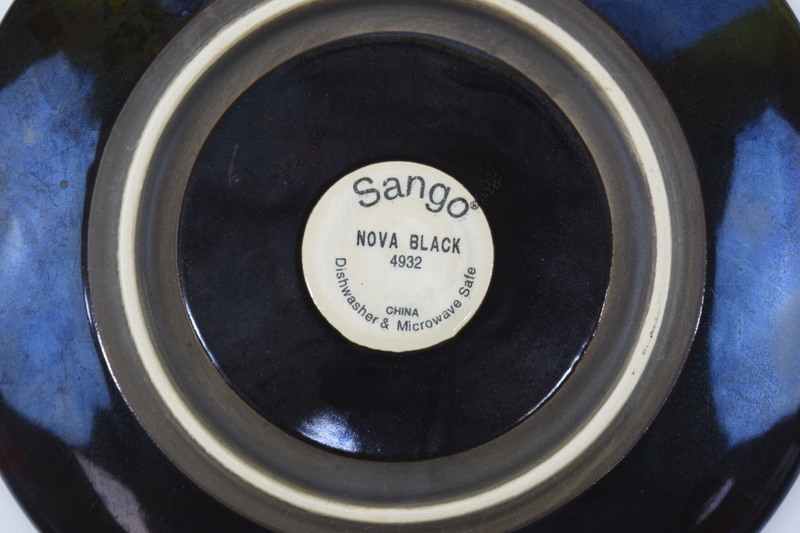 Sango®
NOVA BLACK
4932
CHINA
Dishwasher & Microwave Safe